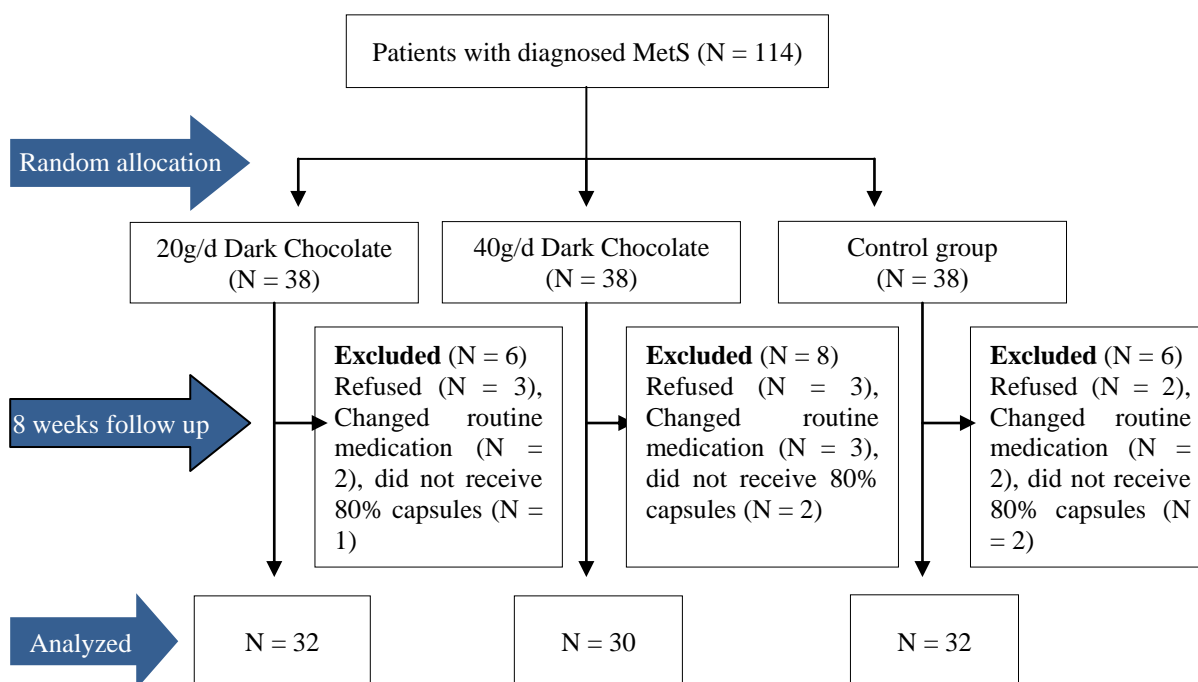 Patients with diagnosed MetS (N = 114)
Random allocation
20g/d Dark Chocolate
(N = 38)
40g/d Dark Chocolate
(N = 38)
Control group
(N = 38)
8 weeks follow up
Excluded (N = 6)
Refused (N = 3),
Changed routine
medication (N =
2), did not receive
80% capsules (N =
1)
Excluded (N = 8)
Refused (N = 3),
Changed routine
medication (N = 3),
did not receive 80%
capsules (N = 2)
Excluded (N = 6)
Refused (N = 2),
Changed routine
medication (N =
2), did not receive
80% capsules (N
= 2)
Analyzed
N = 32
N = 30
N = 32